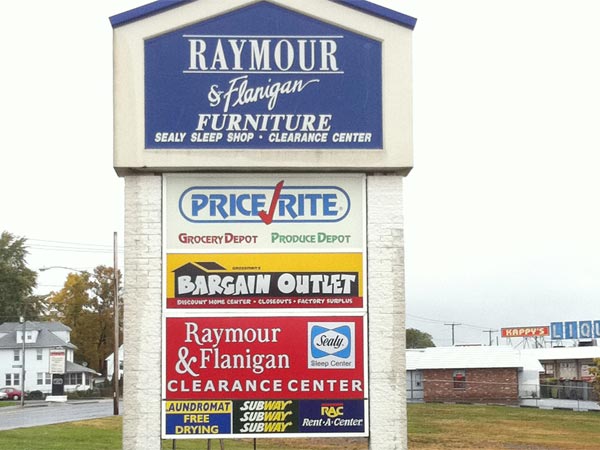 RAYMOUR
& Flanigan
FURNITURE
SEALY SLEEP SHOP • CLEARANCE CENTER
PRICE RITE
GROCERY DEPOT PRODUCE DEPOT
GROSSMAN'S
BARGAIN OUTLET
DISCOUNT HOME CENTER • CLOSEOUTS • FACTORY SURPLUS
Raymour
& Flanigan
Sealy
Sleep Center
CLEARANCE CENTER
LAUNDROMAT
FREE
DRYING
SUBWAY
SUBWAY
SUBWAY
RAC
Rent-A-Center
KAPPY'S LIQU